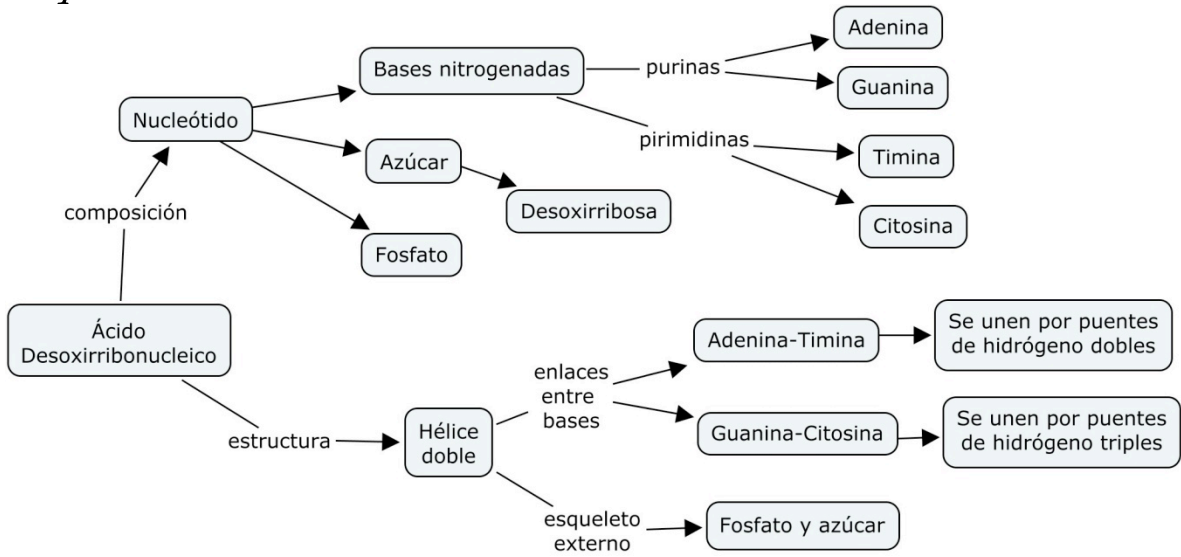 Adenina
Bases nitrogenadas
purinas
Guanina
Nucleótido
pirimidinas
Timina
Azúcar
composición
Desoxirribosa
Citosina
Fosfato
Ácido
Desoxirribonucleico
Adenina-Timina
Se unen por puentes
de hidrógeno dobles
enlaces
entre
bases
estructura
Hélice
doble
Guanina-Citosina
Se unen por puentes
de hidrógeno triples
esqueleto
externo
Fosfato y azúcar